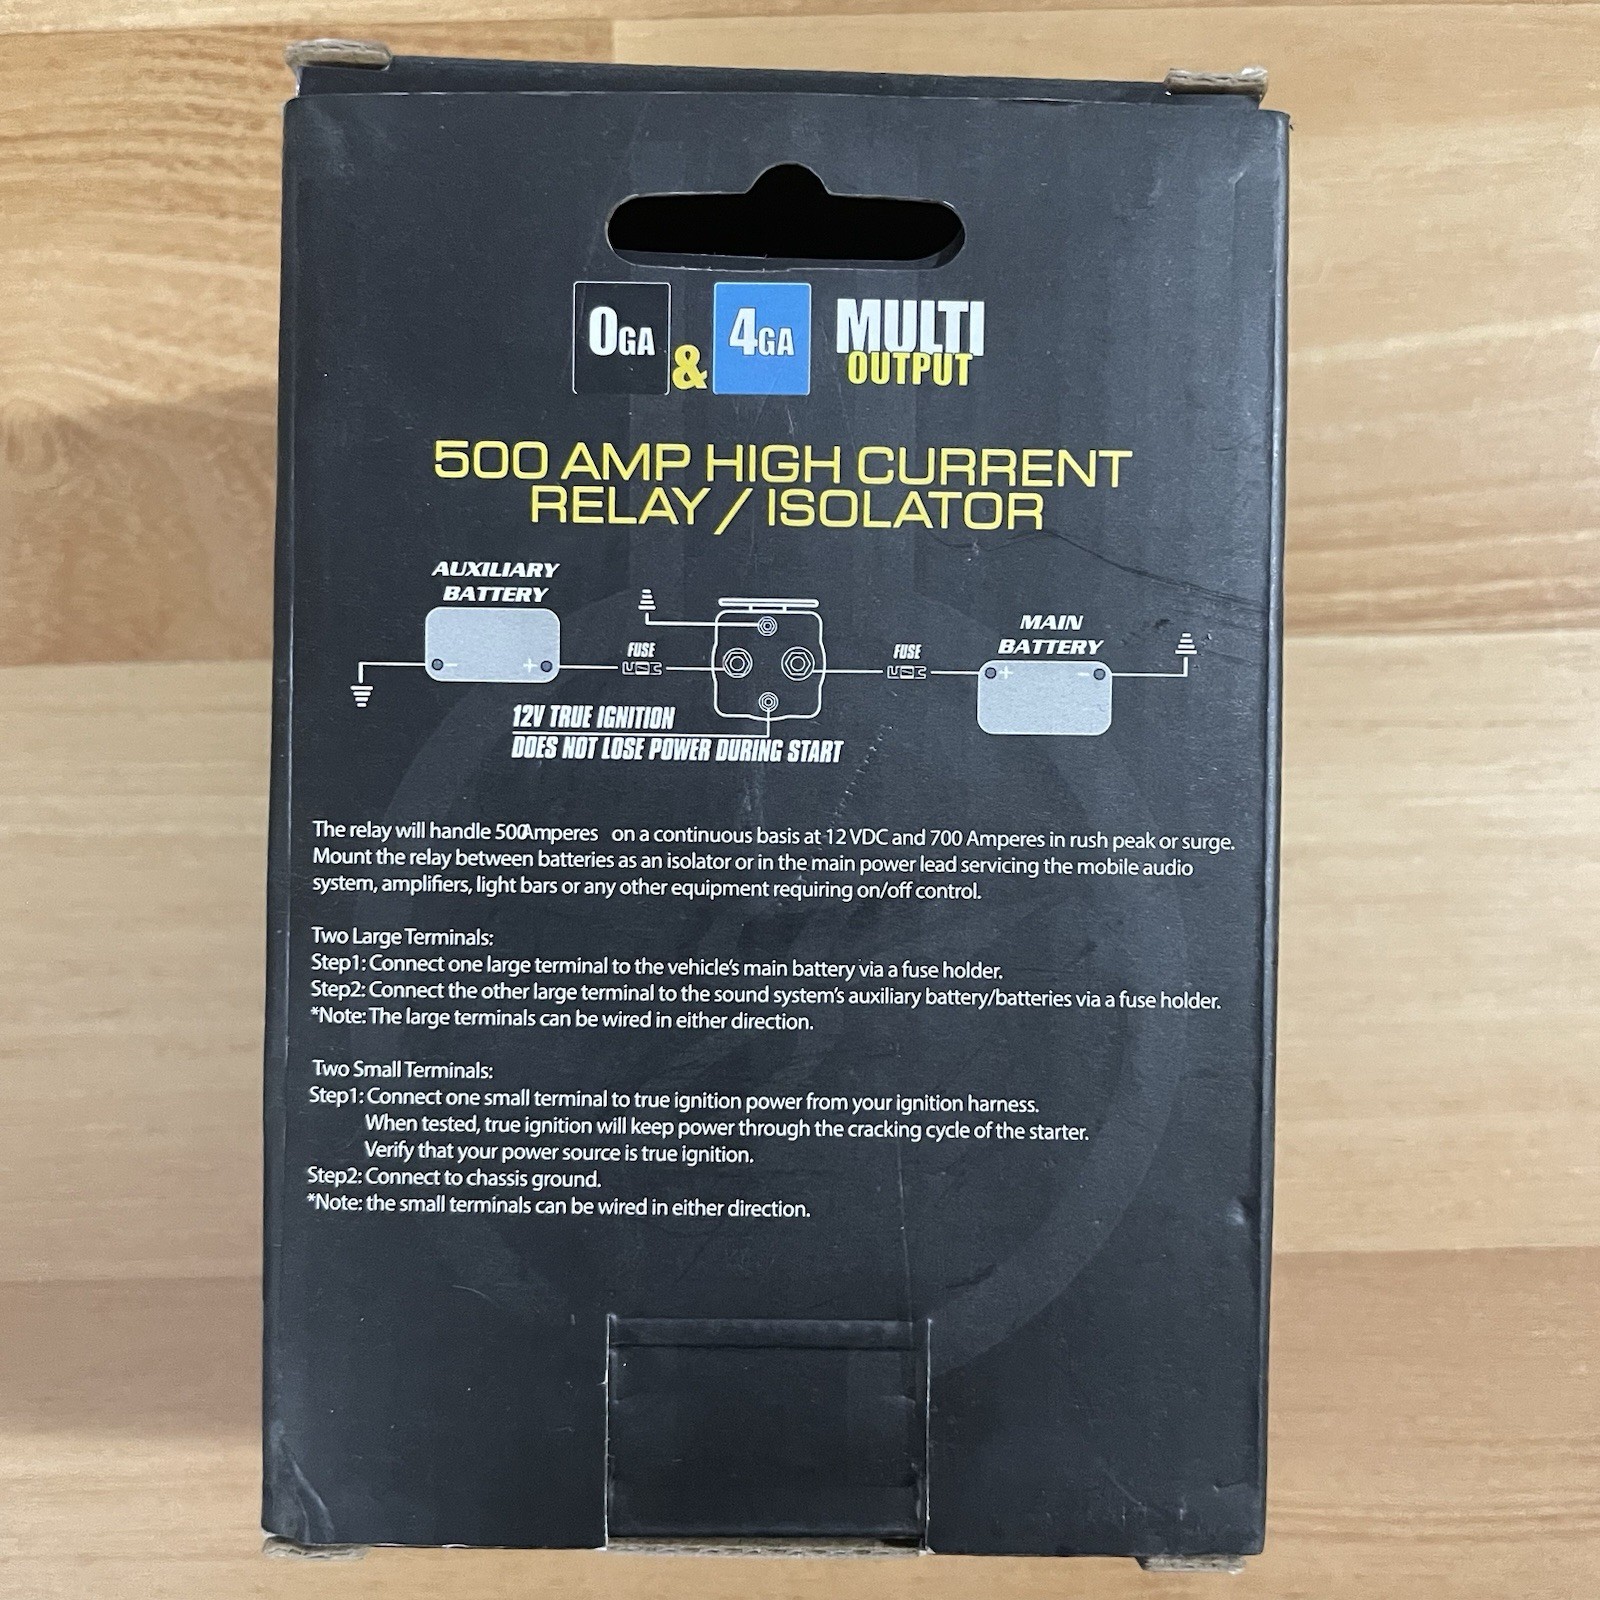 0GA & 4GA MULTI
OUTPUT
500 AMP HIGH CURRENT
RELAY / ISOLATOR
AUXILIARY
BATTERY
- +
FUSE
FUSE
MAIN
BATTERY
+ -
12V TRUE IGNITION
DOES NOT LOSE POWER DURING START
The relay will handle 500Amperes on a continuous basis at 12 VDC and 700 Amperes in rush peak or surge.
Mount the relay between batteries as an isolator or in the main power lead servicing the mobile audio
system, amplifiers, light bars or any other equipment requiring on/off control.
Two Large Terminals:
Step1: Connect one large terminal to the vehicle's main battery via a fuse holder.
Step2: Connect the other large terminal to the sound system's auxiliary battery/batteries via a fuse holder.
*Note: The large terminals can be wired in either direction.
Two Small Terminals:
Step1: Connect one small terminal to true ignition power from your ignition harness.
When tested, true ignition will keep power through the cracking cycle of the starter.
Verify that your power source is true ignition.
Step2: Connect to chassis ground.
*Note: the small terminals can be wired in either direction.